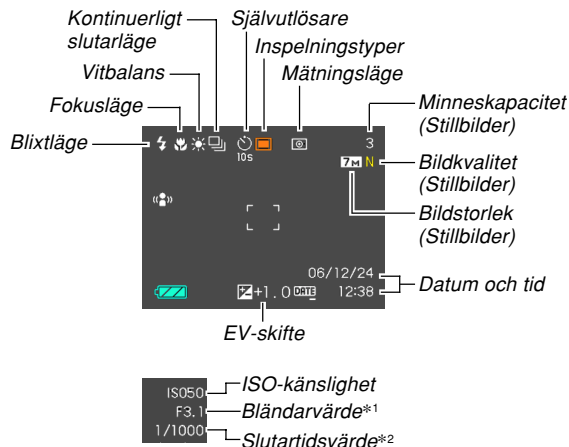 Kontinuerligt
slutarläge
Självutlösare
Inspelningstyper
Vitbalans
Mätningsläge
Fokusläge
Minneskapacitet
(Stillbilder)
Blixtläge
10s
3
7M N
Bildkvalitet
(Stillbilder)
Bildstorlek
(Stillbilder)
06/12/24
12:38
Datum och tid
+1.0 DATE
EV-skifte
ISO50
ISO-känslighet
F3.1
Bländarvärde*1
1/1000
Slutartidsvärde*2